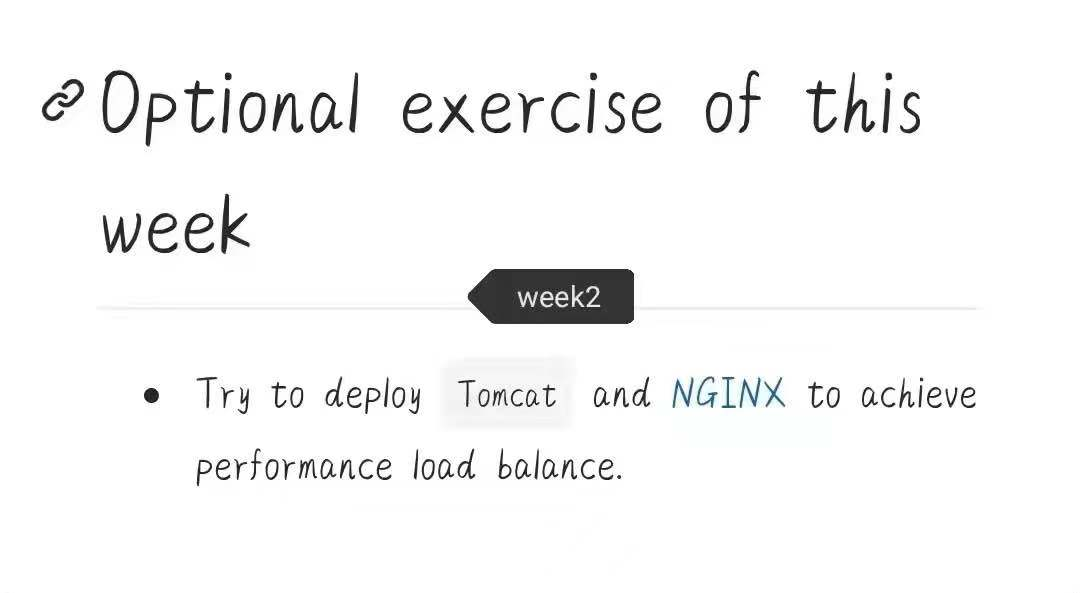 Optional exercise of this
week
week2
Try to deploy Tomcat and NGINX to achieve
performance load balance.